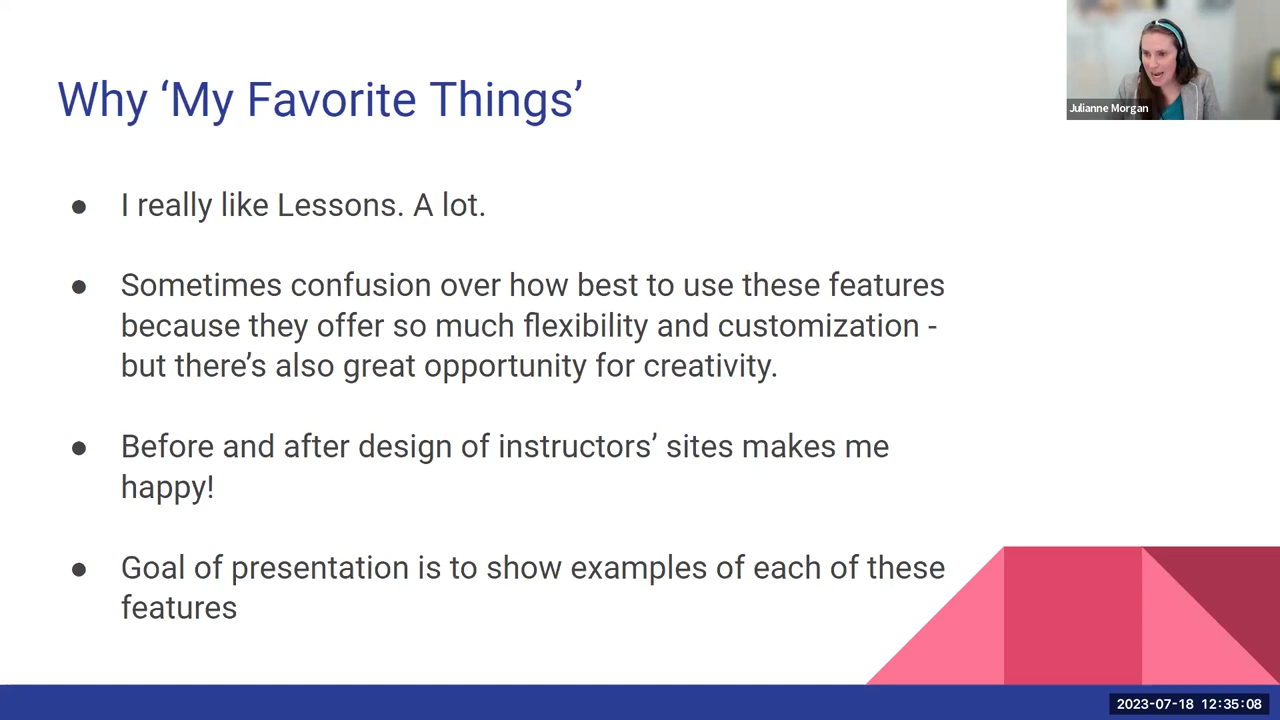 Why ‘My Favorite Things’
Julianne Morgan
● I really like Lessons. A lot.
● Sometimes confusion over how best to use these features
because they offer so much flexibility and customization -
but there’s also great opportunity for creativity.
● Before and after design of instructors’ sites makes me
happy!
● Goal of presentation is to show examples of each of these
features
2023-07-18 12:35:08